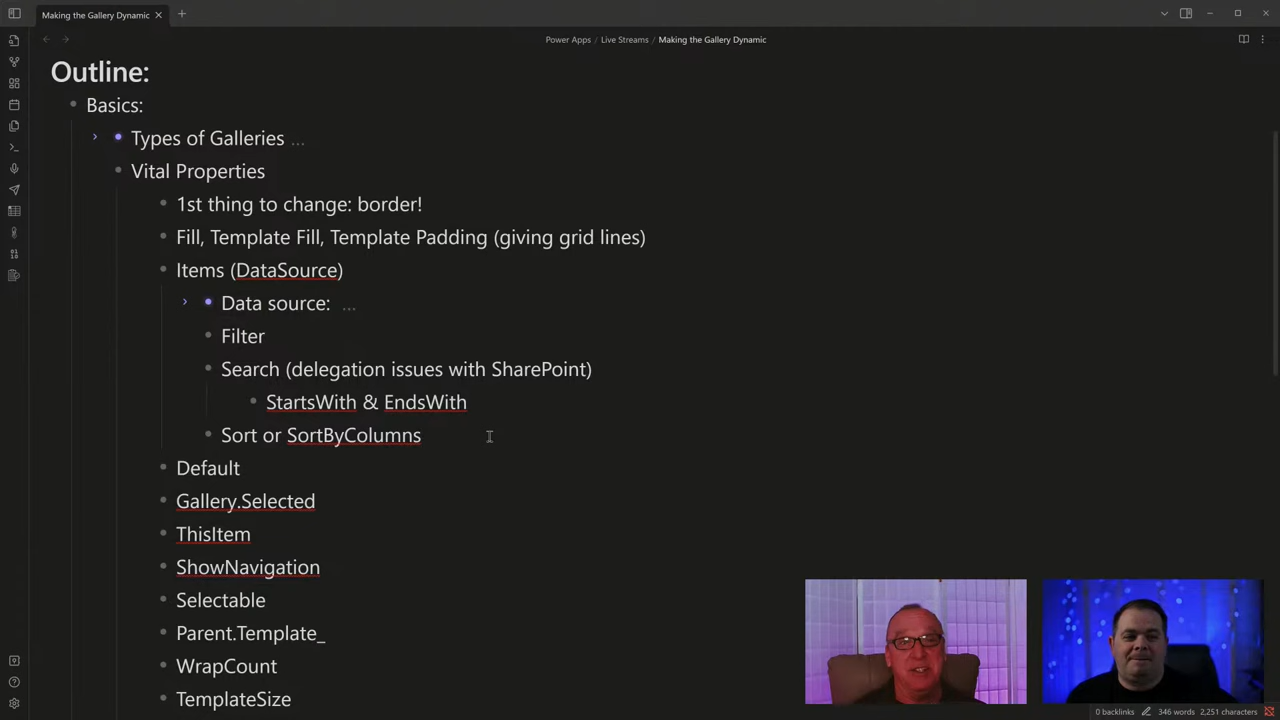 Making the Gallery Dynamic
Power Apps / Live Streams / Making the Gallery Dynamic
Outline:
Basics:
Types of Galleries ...
Vital Properties
1st thing to change: border!
Fill, Template Fill, Template Padding (giving grid lines)
Items (DataSource)
Data source: ...
Filter
Search (delegation issues with SharePoint)
StartsWith & EndsWith
Sort or SortByColumns
Default
Gallery.Selected
ThisItem
ShowNavigation
Selectable
Parent.Template_
WrapCount
TemplateSize
0 backlinks 346 words 2,251 characters